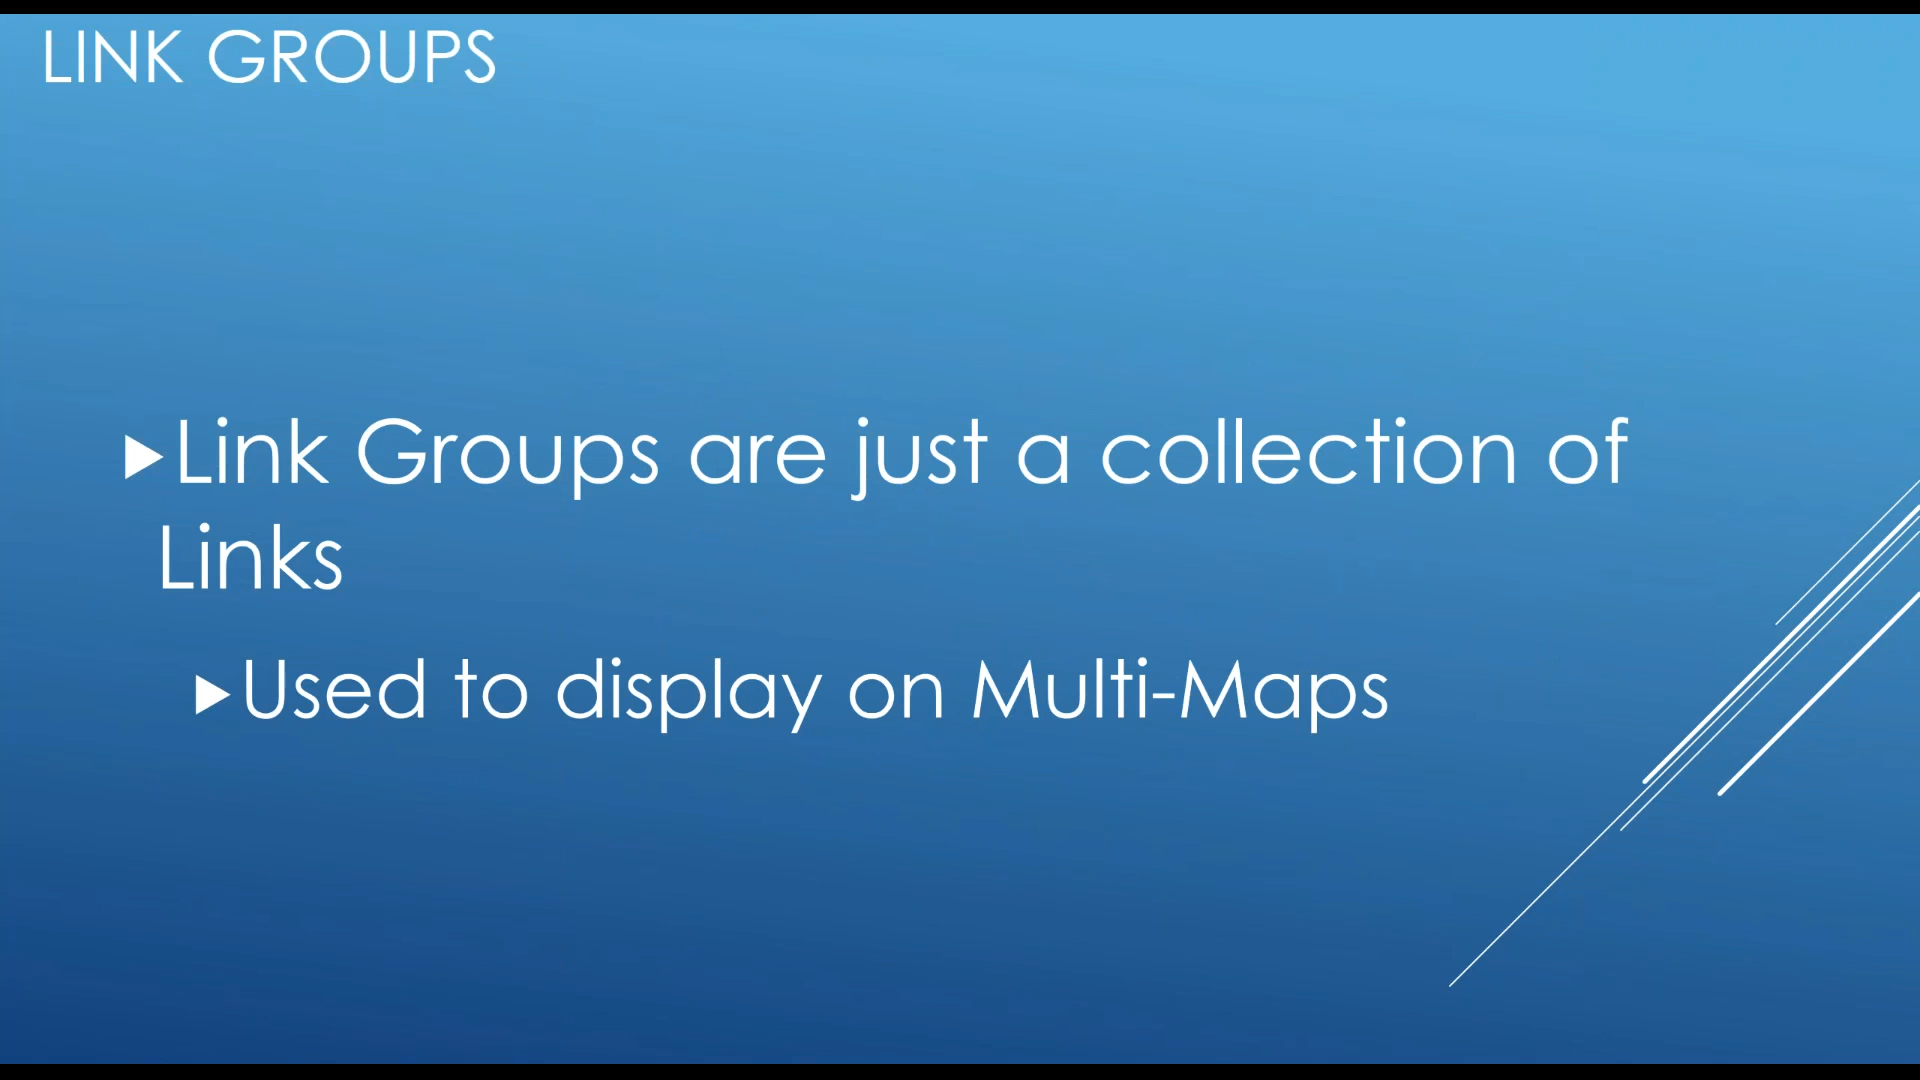 LINK GROUPS
Link Groups are just a collection of
Links
Used to display on Multi-Maps